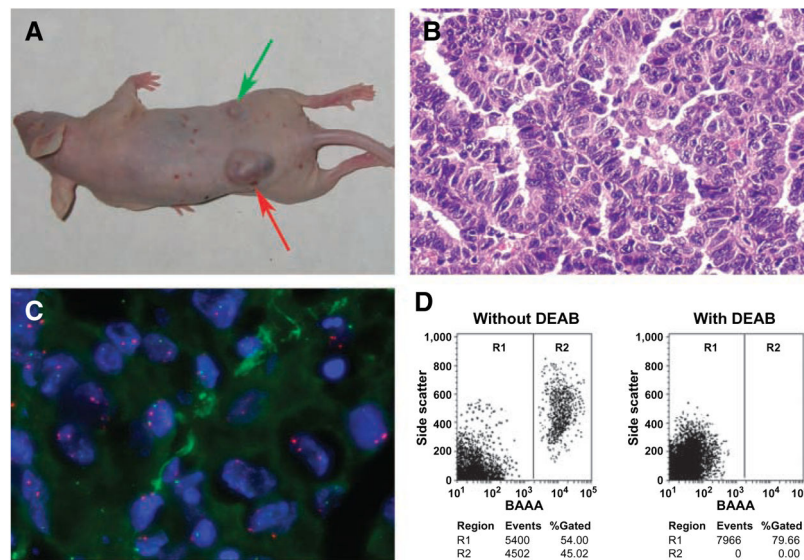 A
B
C
D
Without DEAB
With DEAB
Side scatter
1,000
800
600
400
200
0
R1 R2
10¹ 10² 10³ 10⁴ 10⁵
BAAA
Region Events %Gated
R1 5400 54.00
R2 4502 45.02
Side scatter
1,000
800
600
400
200
0
R1 R2
10¹ 10² 10³ 10⁴
BAAA
Region Events %Gated
R1 7966 79.66
R2 0 0.00